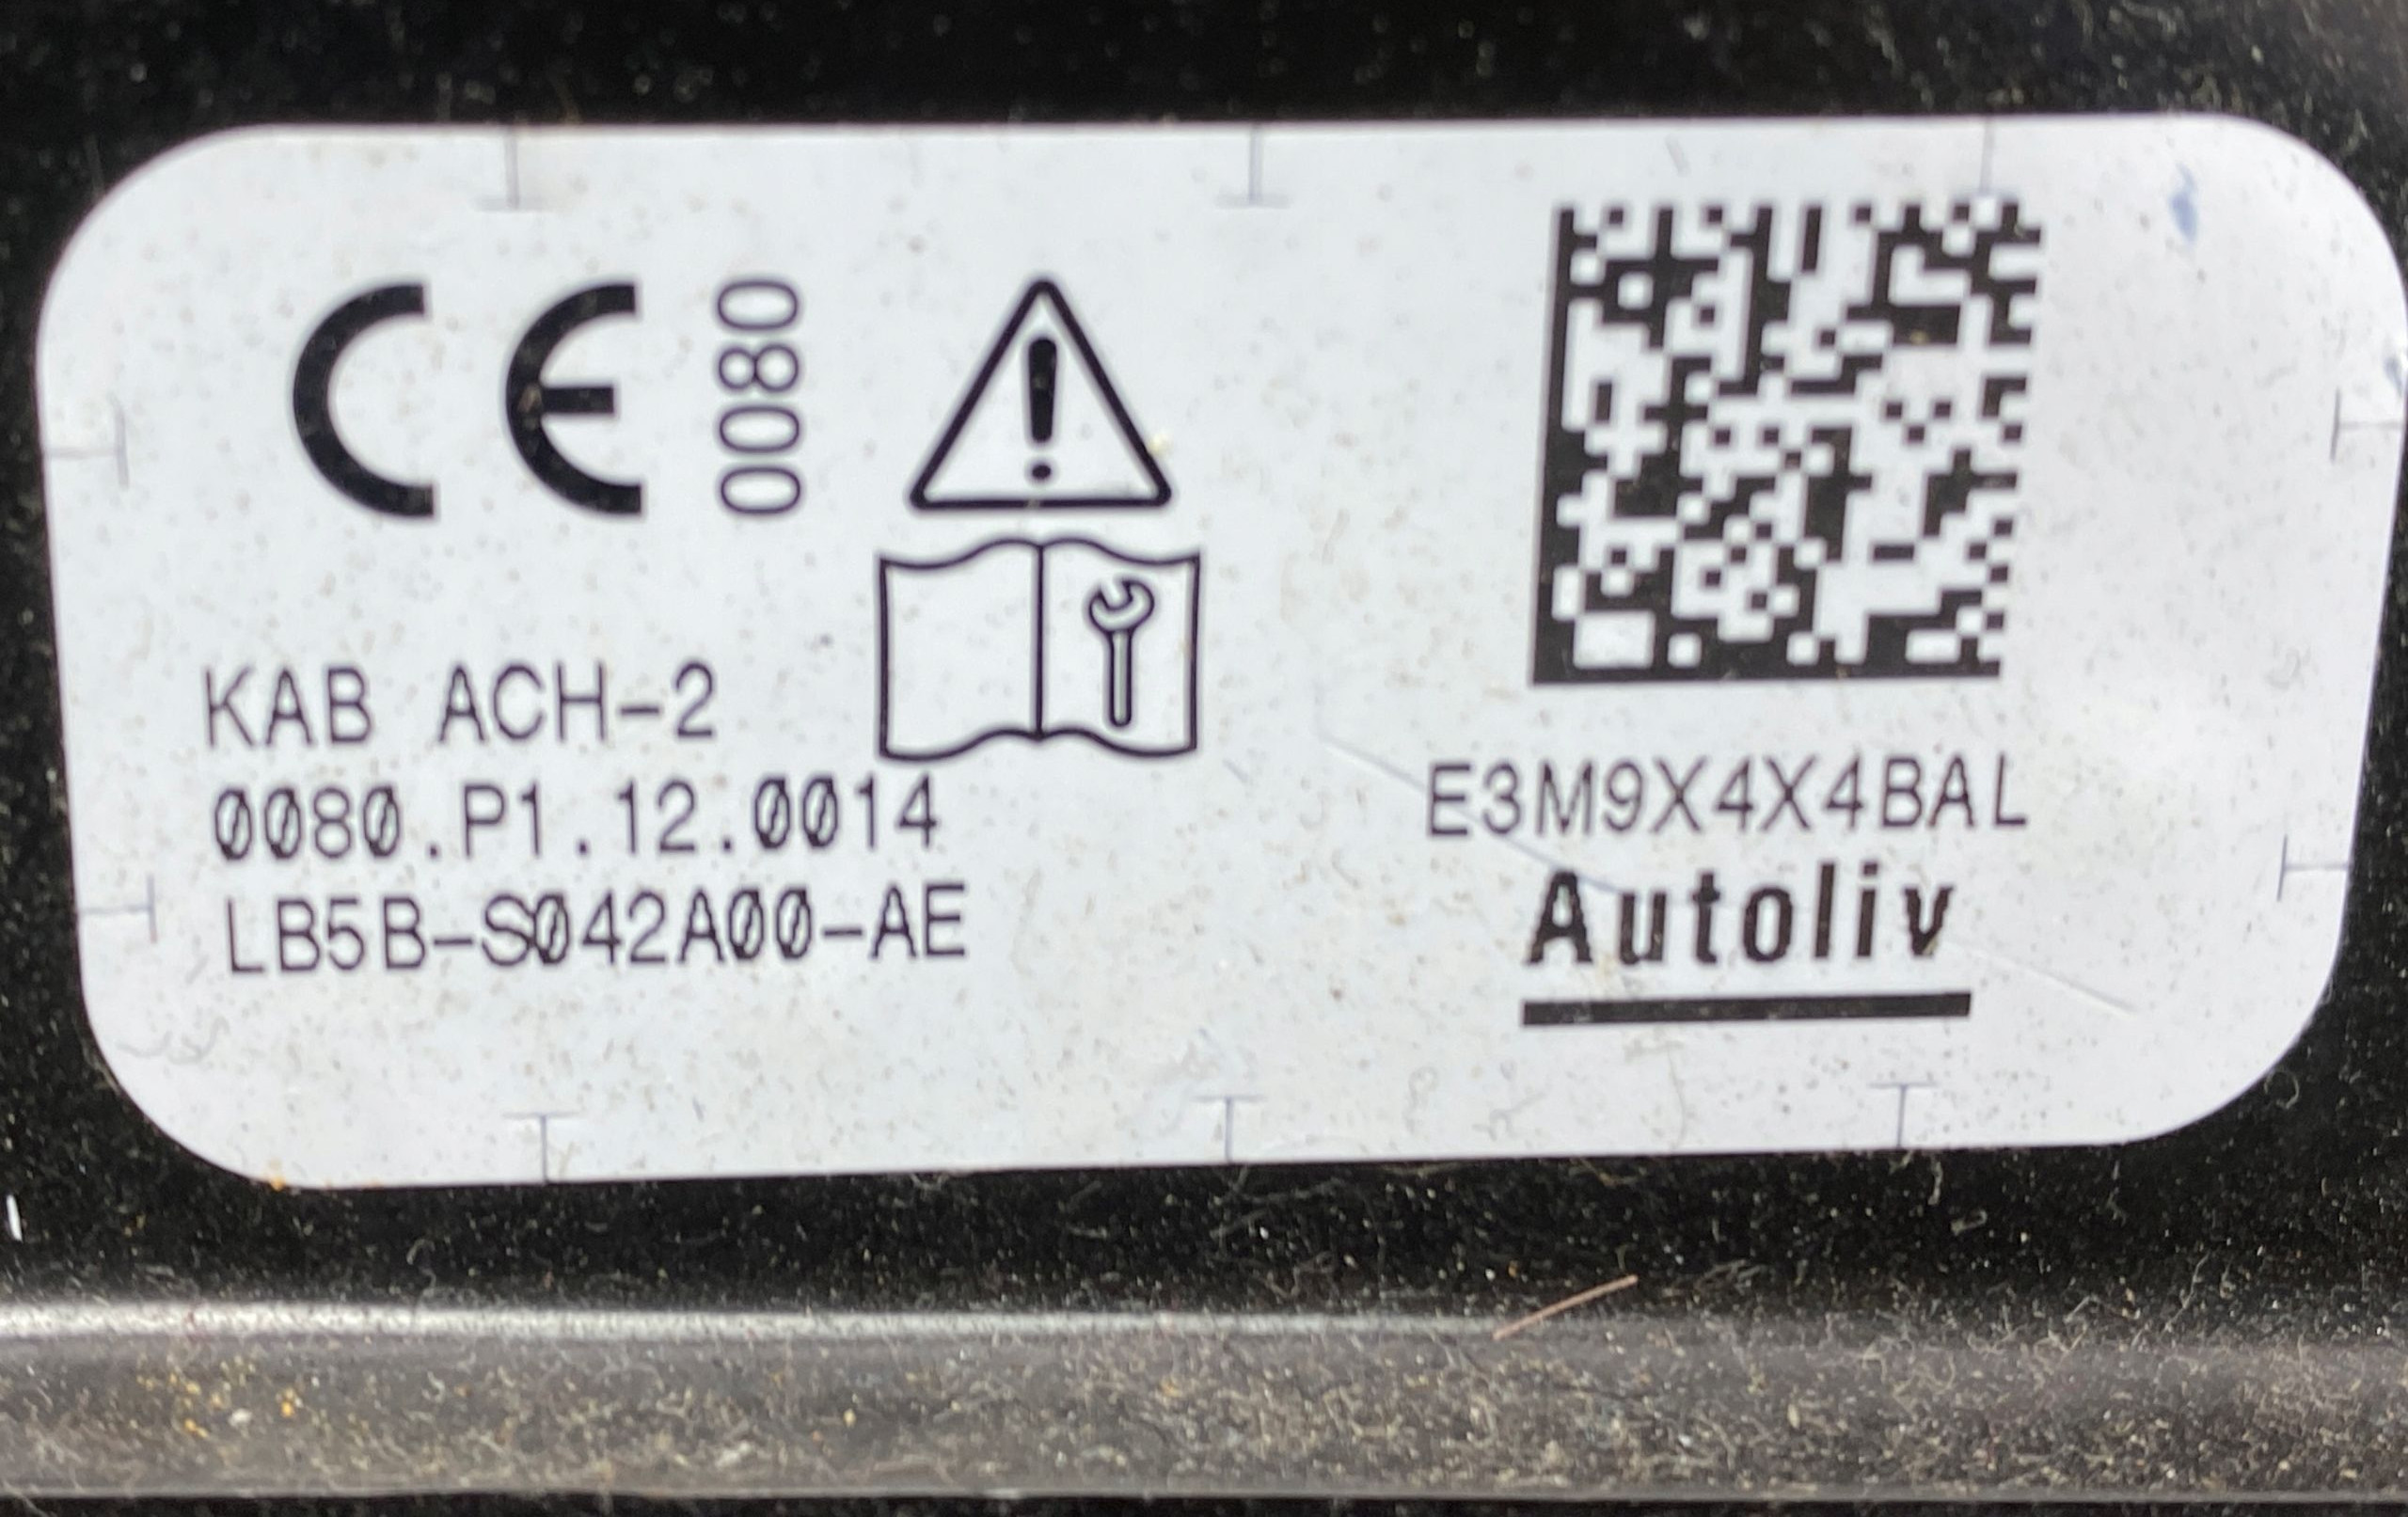 CE 0080
KAB ACH-2
0080.P1.12.0014
LB5B-S042A00-AE
E3M9X4X4BAL
Autoliv